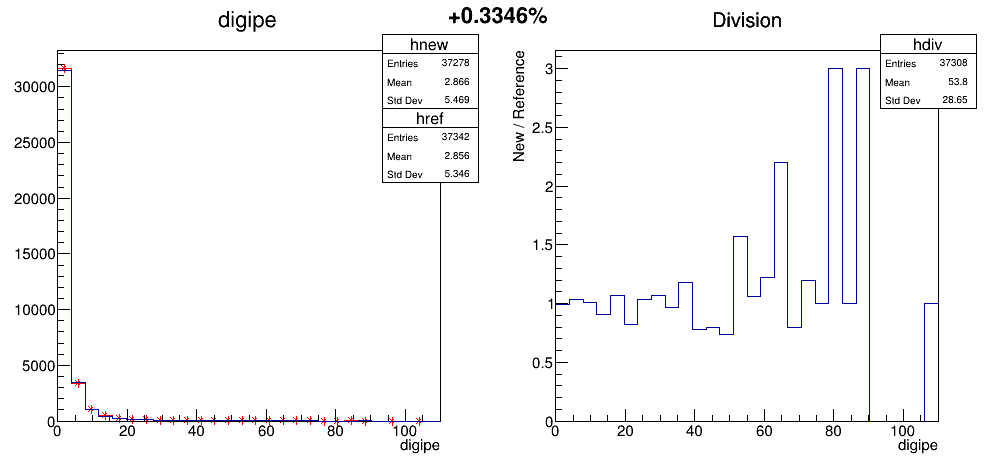 digipe
+0.3346%
Division
hnew
Entries 37278
Mean 2.866
Std Dev 5.469
href
Entries 37342
Mean 2.856
Std Dev 5.346
30000
25000
20000
15000
10000
5000
0
0 20 40 60 80 100
digipe
hdiv
Entries 37308
Mean 53.8
Std Dev 28.65
New / Reference
3
2.5
2
1.5
1
0.5
0
0 20 40 60 80 100
digipe